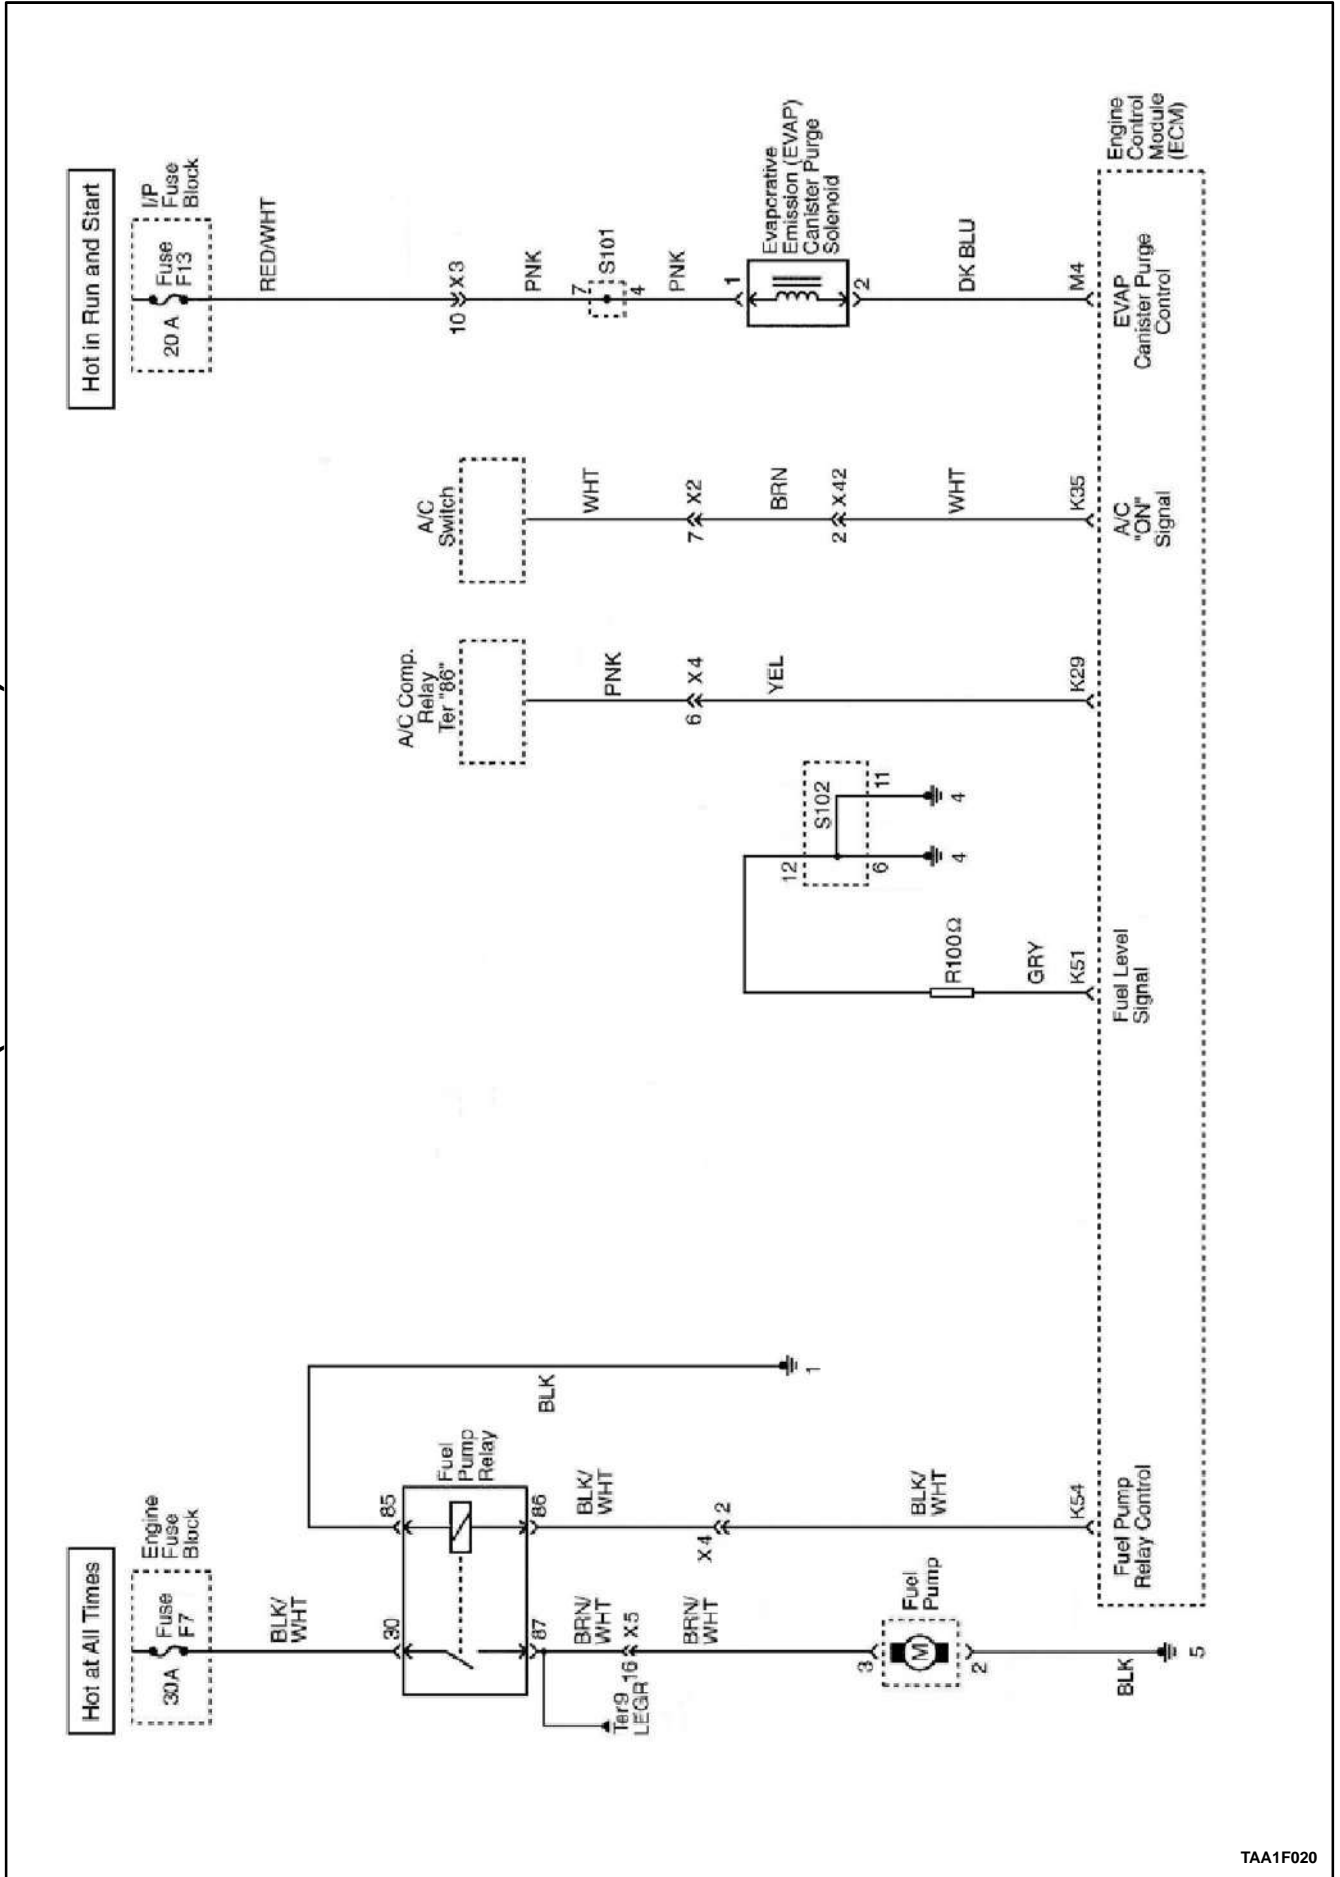 Hot at All Times
Hot in Run and Start
30A
Fuse
F7
Engine
Fuse
Block
20 A
Fuse
F13
I/P
Fuse
Block
BLK/
WHT
RED/WHT
30
85
Fuel
Pump
Relay
87
86
BLK
1
A/C Comp.
Relay
Ter "86"
A/C
Switch
10
X3
Ter9
LEGR
BRN/
WHT
16
X5
BRN/
WHT
BLK/
WHT
X4
2
BLK/
WHT
PNK
6
X4
YEL
WHT
7
X2
BRN
2
X42
WHT
PNK
7
S101
4
PNK
1
Evaporative
Emission (EVAP)
Canister Purge
Solenoid
2
DK BLU
12
S102
6
11
4
4
R100Ω
GRY
3
M
Fuel
Pump
2
BLK
5
K54
K51
K29
K35
M4
Fuel Pump
Relay Control
Fuel Level
Signal
A/C
"ON"
Signal
EVAP
Canister Purge
Control
Engine
Control
Module
(ECM)
TAA1F020